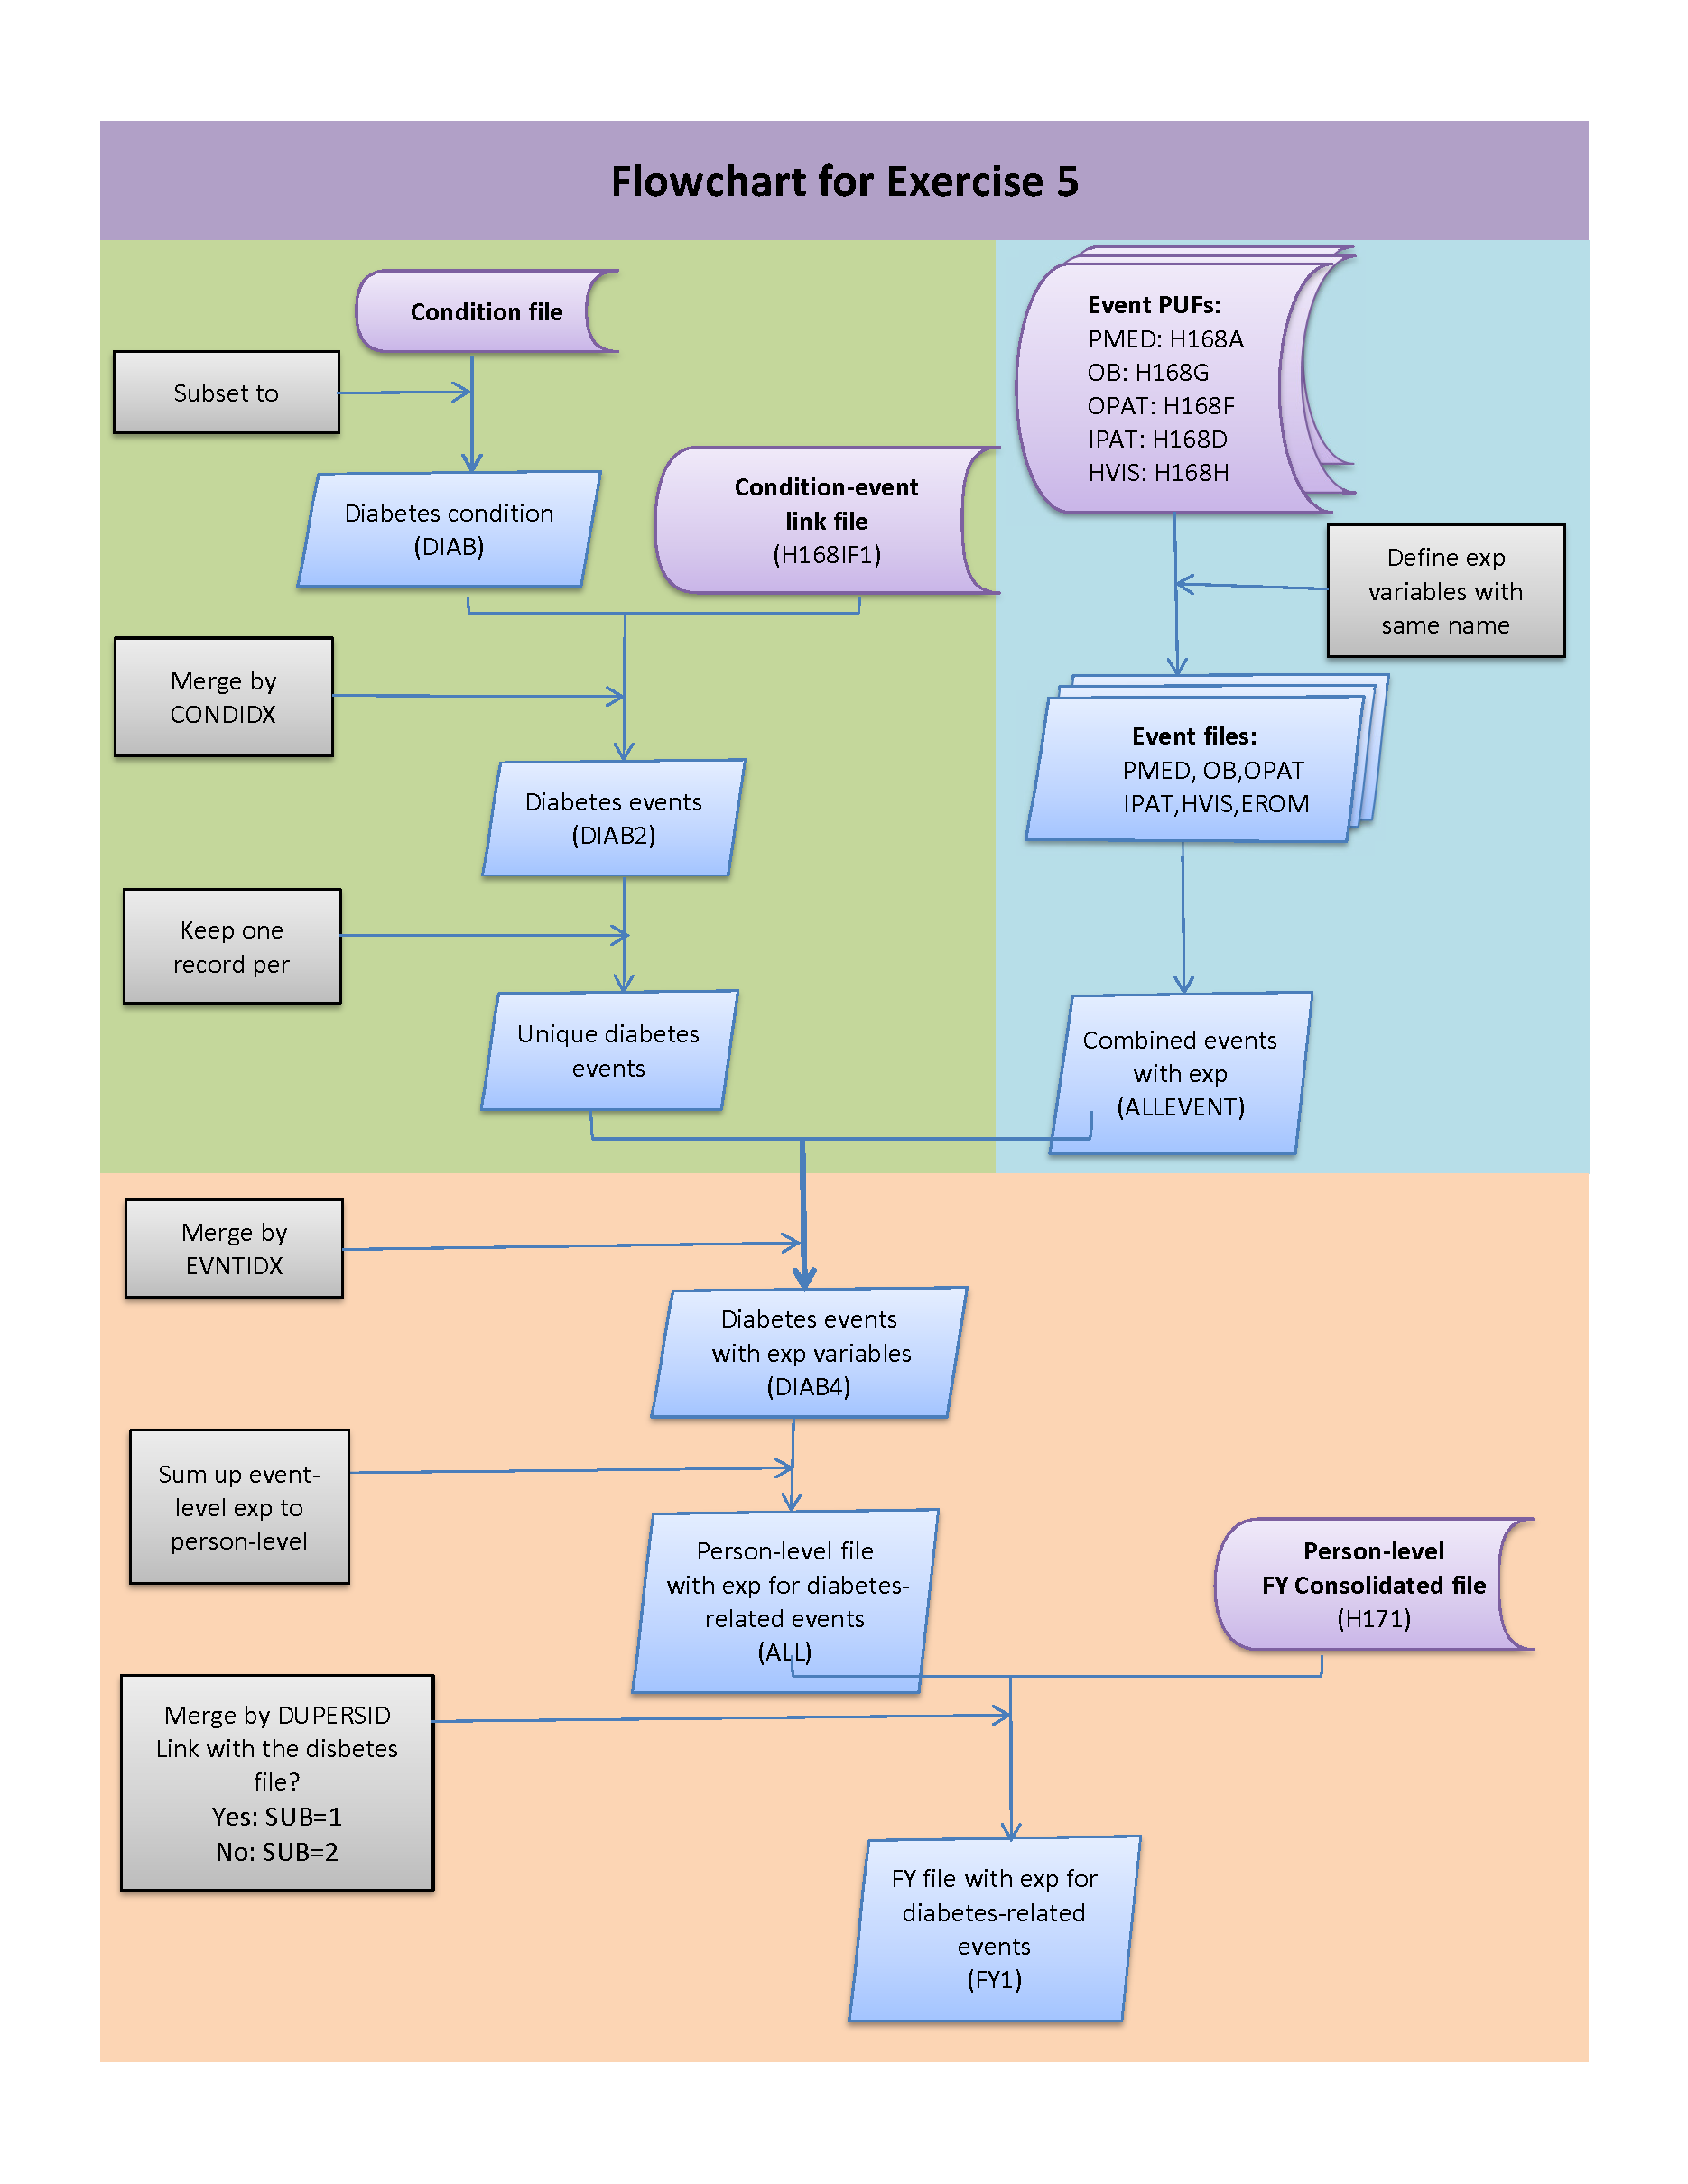 Flowchart for Exercise 5
Condition file
Subset to
Diabetes condition
(DIAB)
Condition-event
link file
(H168IF1)
Merge by
CONDIDX
Diabetes events
(DIAB2)
Keep one
record per
Unique diabetes
events
Event PUFs:
PMED: H168A
OB: H168G
OPAT: H168F
IPAT: H168D
HVIS: H168H
Define exp
variables with
same name
Event files:
PMED, OB,OPAT
IPAT,HVIS,EROM
Combined events
with exp
(ALLEVENT)
Merge by
EVNTIDX
Diabetes events
with exp variables
(DIAB4)
Sum up event-
level exp to
person-level
Person-level file
with exp for diabetes-
related events
(ALL)
Person-level
FY Consolidated file
(H171)
Merge by DUPERSID
Link with the disbetes
file?
Yes: SUB=1
No: SUB=2
FY file with exp for
diabetes-related
events
(FY1)